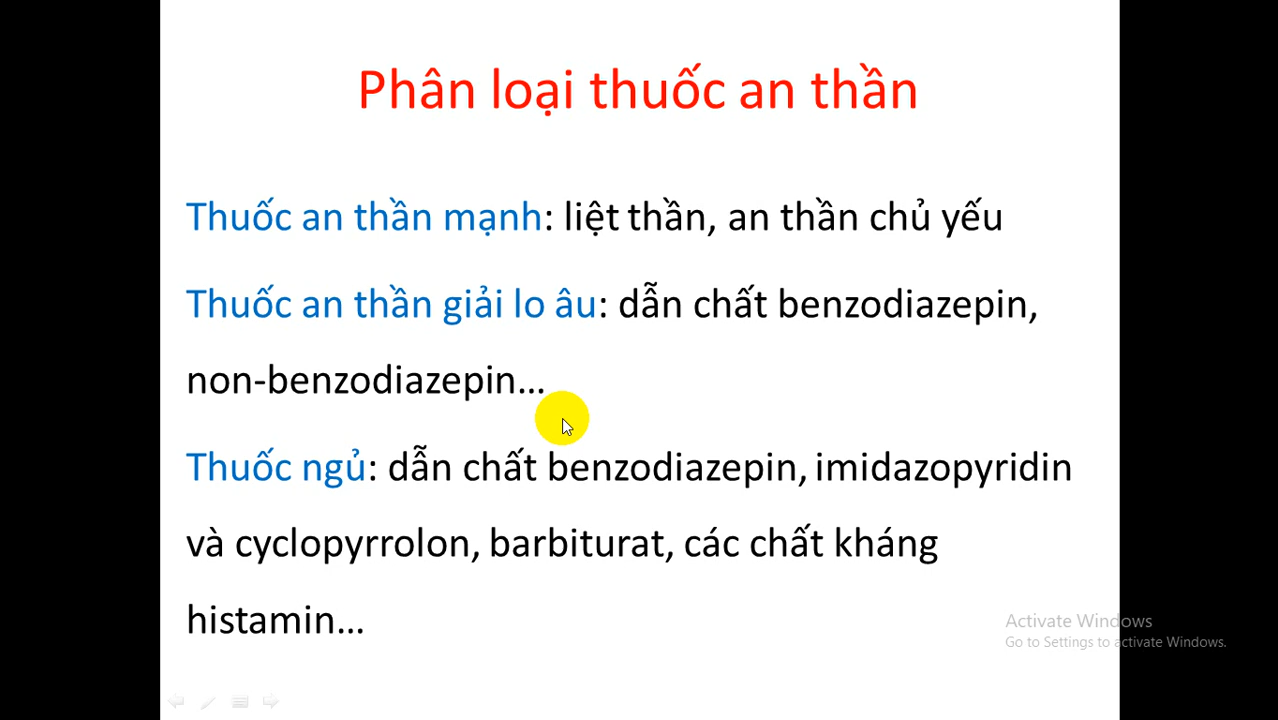 Phân loại thuốc an thần
Thuốc an thần mạnh: liệt thần, an thần chủ yếu
Thuốc an thần giải lo âu: dẫn chất benzodiazepin,
non-benzodiazepin...
Thuốc ngủ: dẫn chất benzodiazepin, imidazopyridin
và cyclopyrrolon, barbiturat, các chất kháng
histamin...
Activate Windows
Go to Settings to activate Windows.